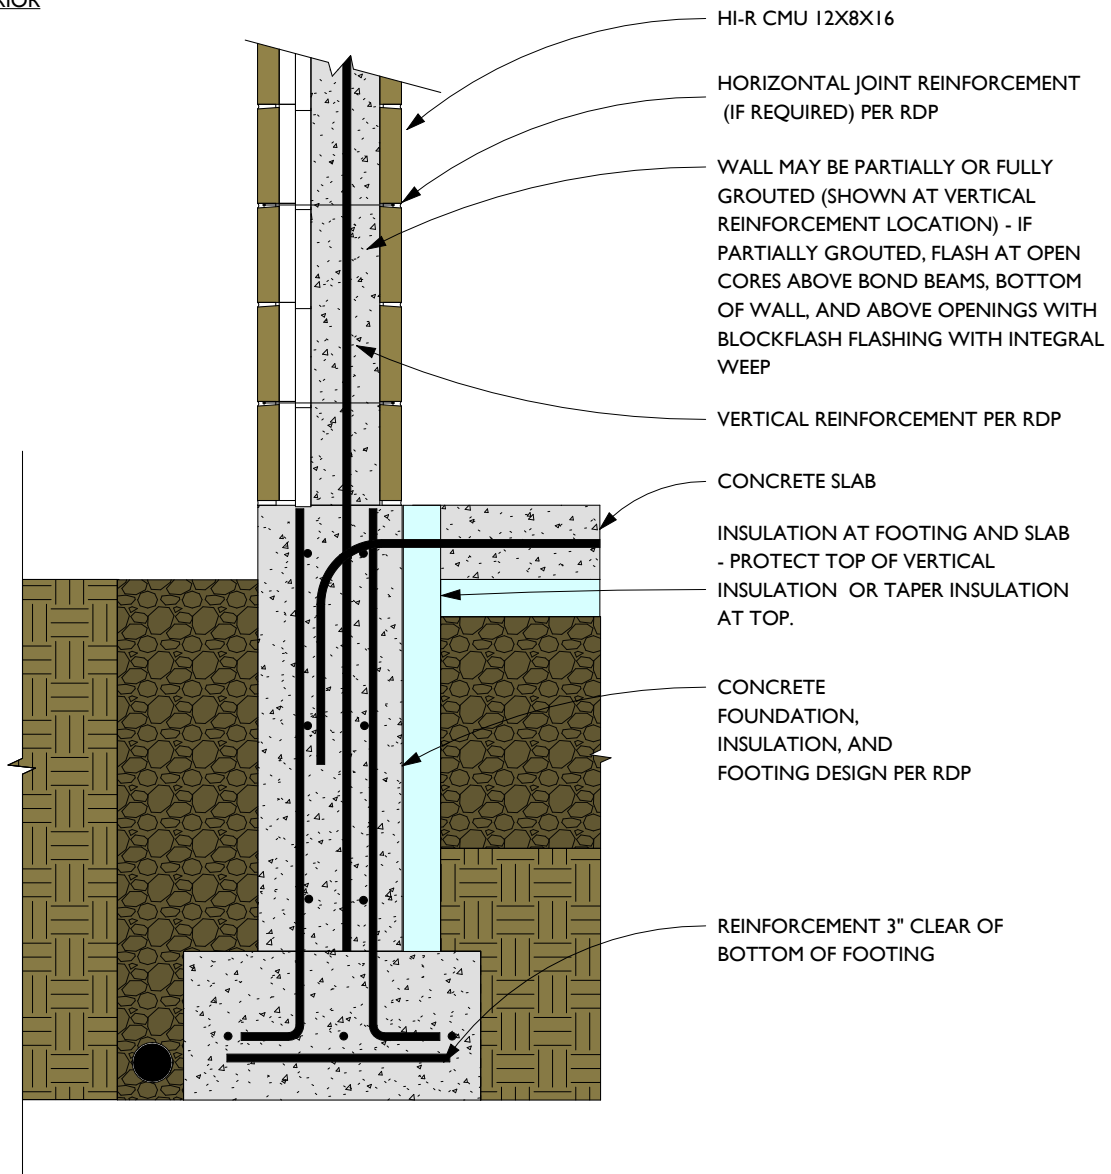 HI-R CMU 12X8X16
HORIZONTAL JOINT REINFORCEMENT
(IF REQUIRED) PER RDP
WALL MAY BE PARTIALLY OR FULLY
GROUTED (SHOWN AT VERTICAL
REINFORCEMENT LOCATION) - IF
PARTIALLY GROUTED, FLASH AT OPEN
CORES ABOVE BOND BEAMS, BOTTOM
OF WALL, AND ABOVE OPENINGS WITH
BLOCKFLASH FLASHING WITH INTEGRAL
WEEP
VERTICAL REINFORCEMENT PER RDP
CONCRETE SLAB
INSULATION AT FOOTING AND SLAB
- PROTECT TOP OF VERTICAL
INSULATION OR TAPER INSULATION
AT TOP.
CONCRETE
FOUNDATION,
INSULATION, AND
FOOTING DESIGN PER RDP
REINFORCEMENT 3" CLEAR OF
BOTTOM OF FOOTING